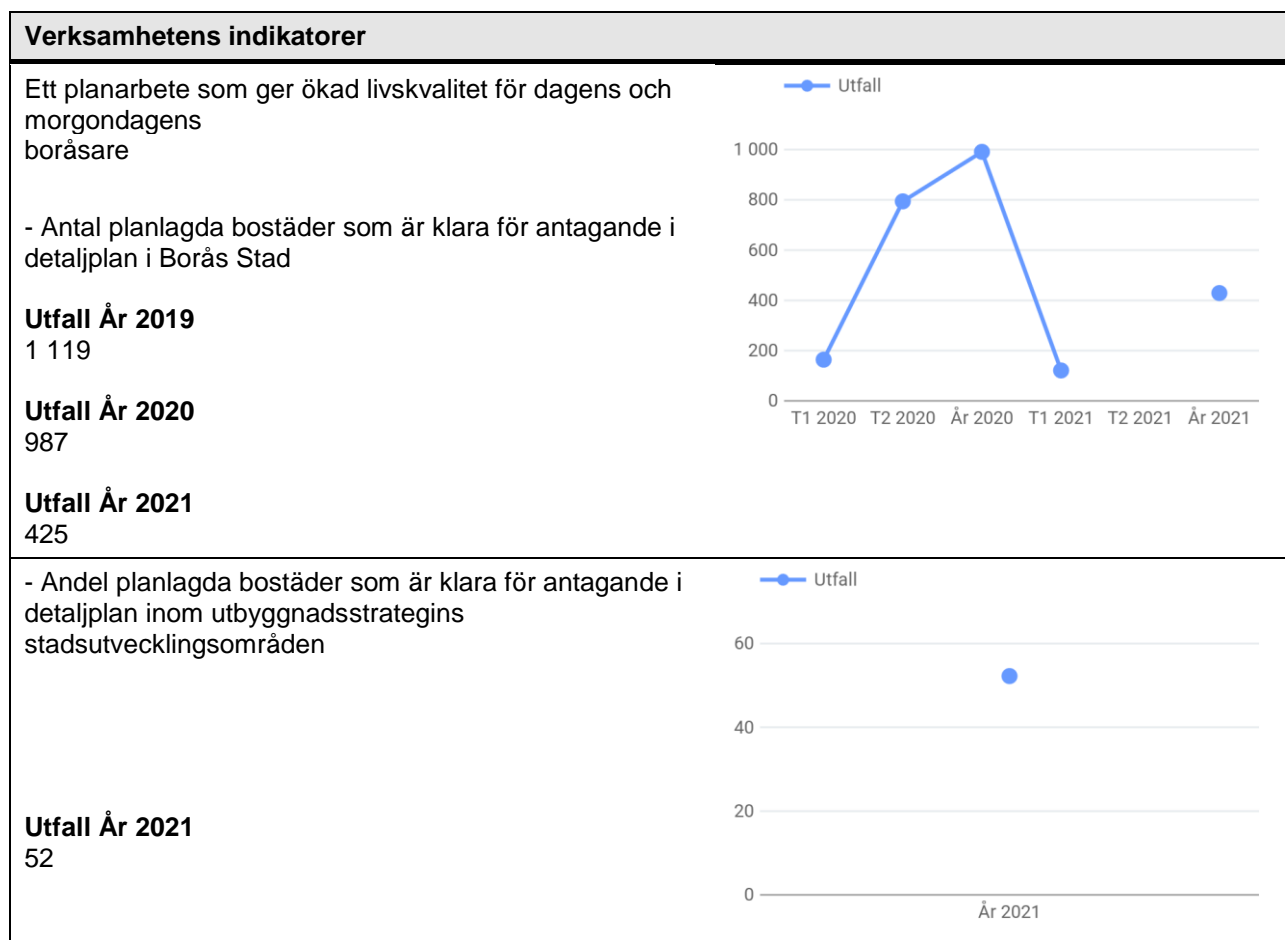 Verksamhetens indikatorer
Ett planarbete som ger ökad livskvalitet för dagens och
morgondagens
boråsare
- Antal planlagda bostäder som är klara för antagande i
detaljplan i Borås Stad
Utfall År 2019
1 119
Utfall År 2020
987
Utfall År 2021
425
Utfall
1 000
800
600
400
200
0
T1 2020 T2 2020 År 2020 T1 2021 T2 2021 År 2021
- Andel planlagda bostäder som är klara för antagande i
detaljplan inom utbyggnadsstrategins
stadsutvecklingsområden
Utfall År 2021
52
Utfall
60
40
20
0
År 2021